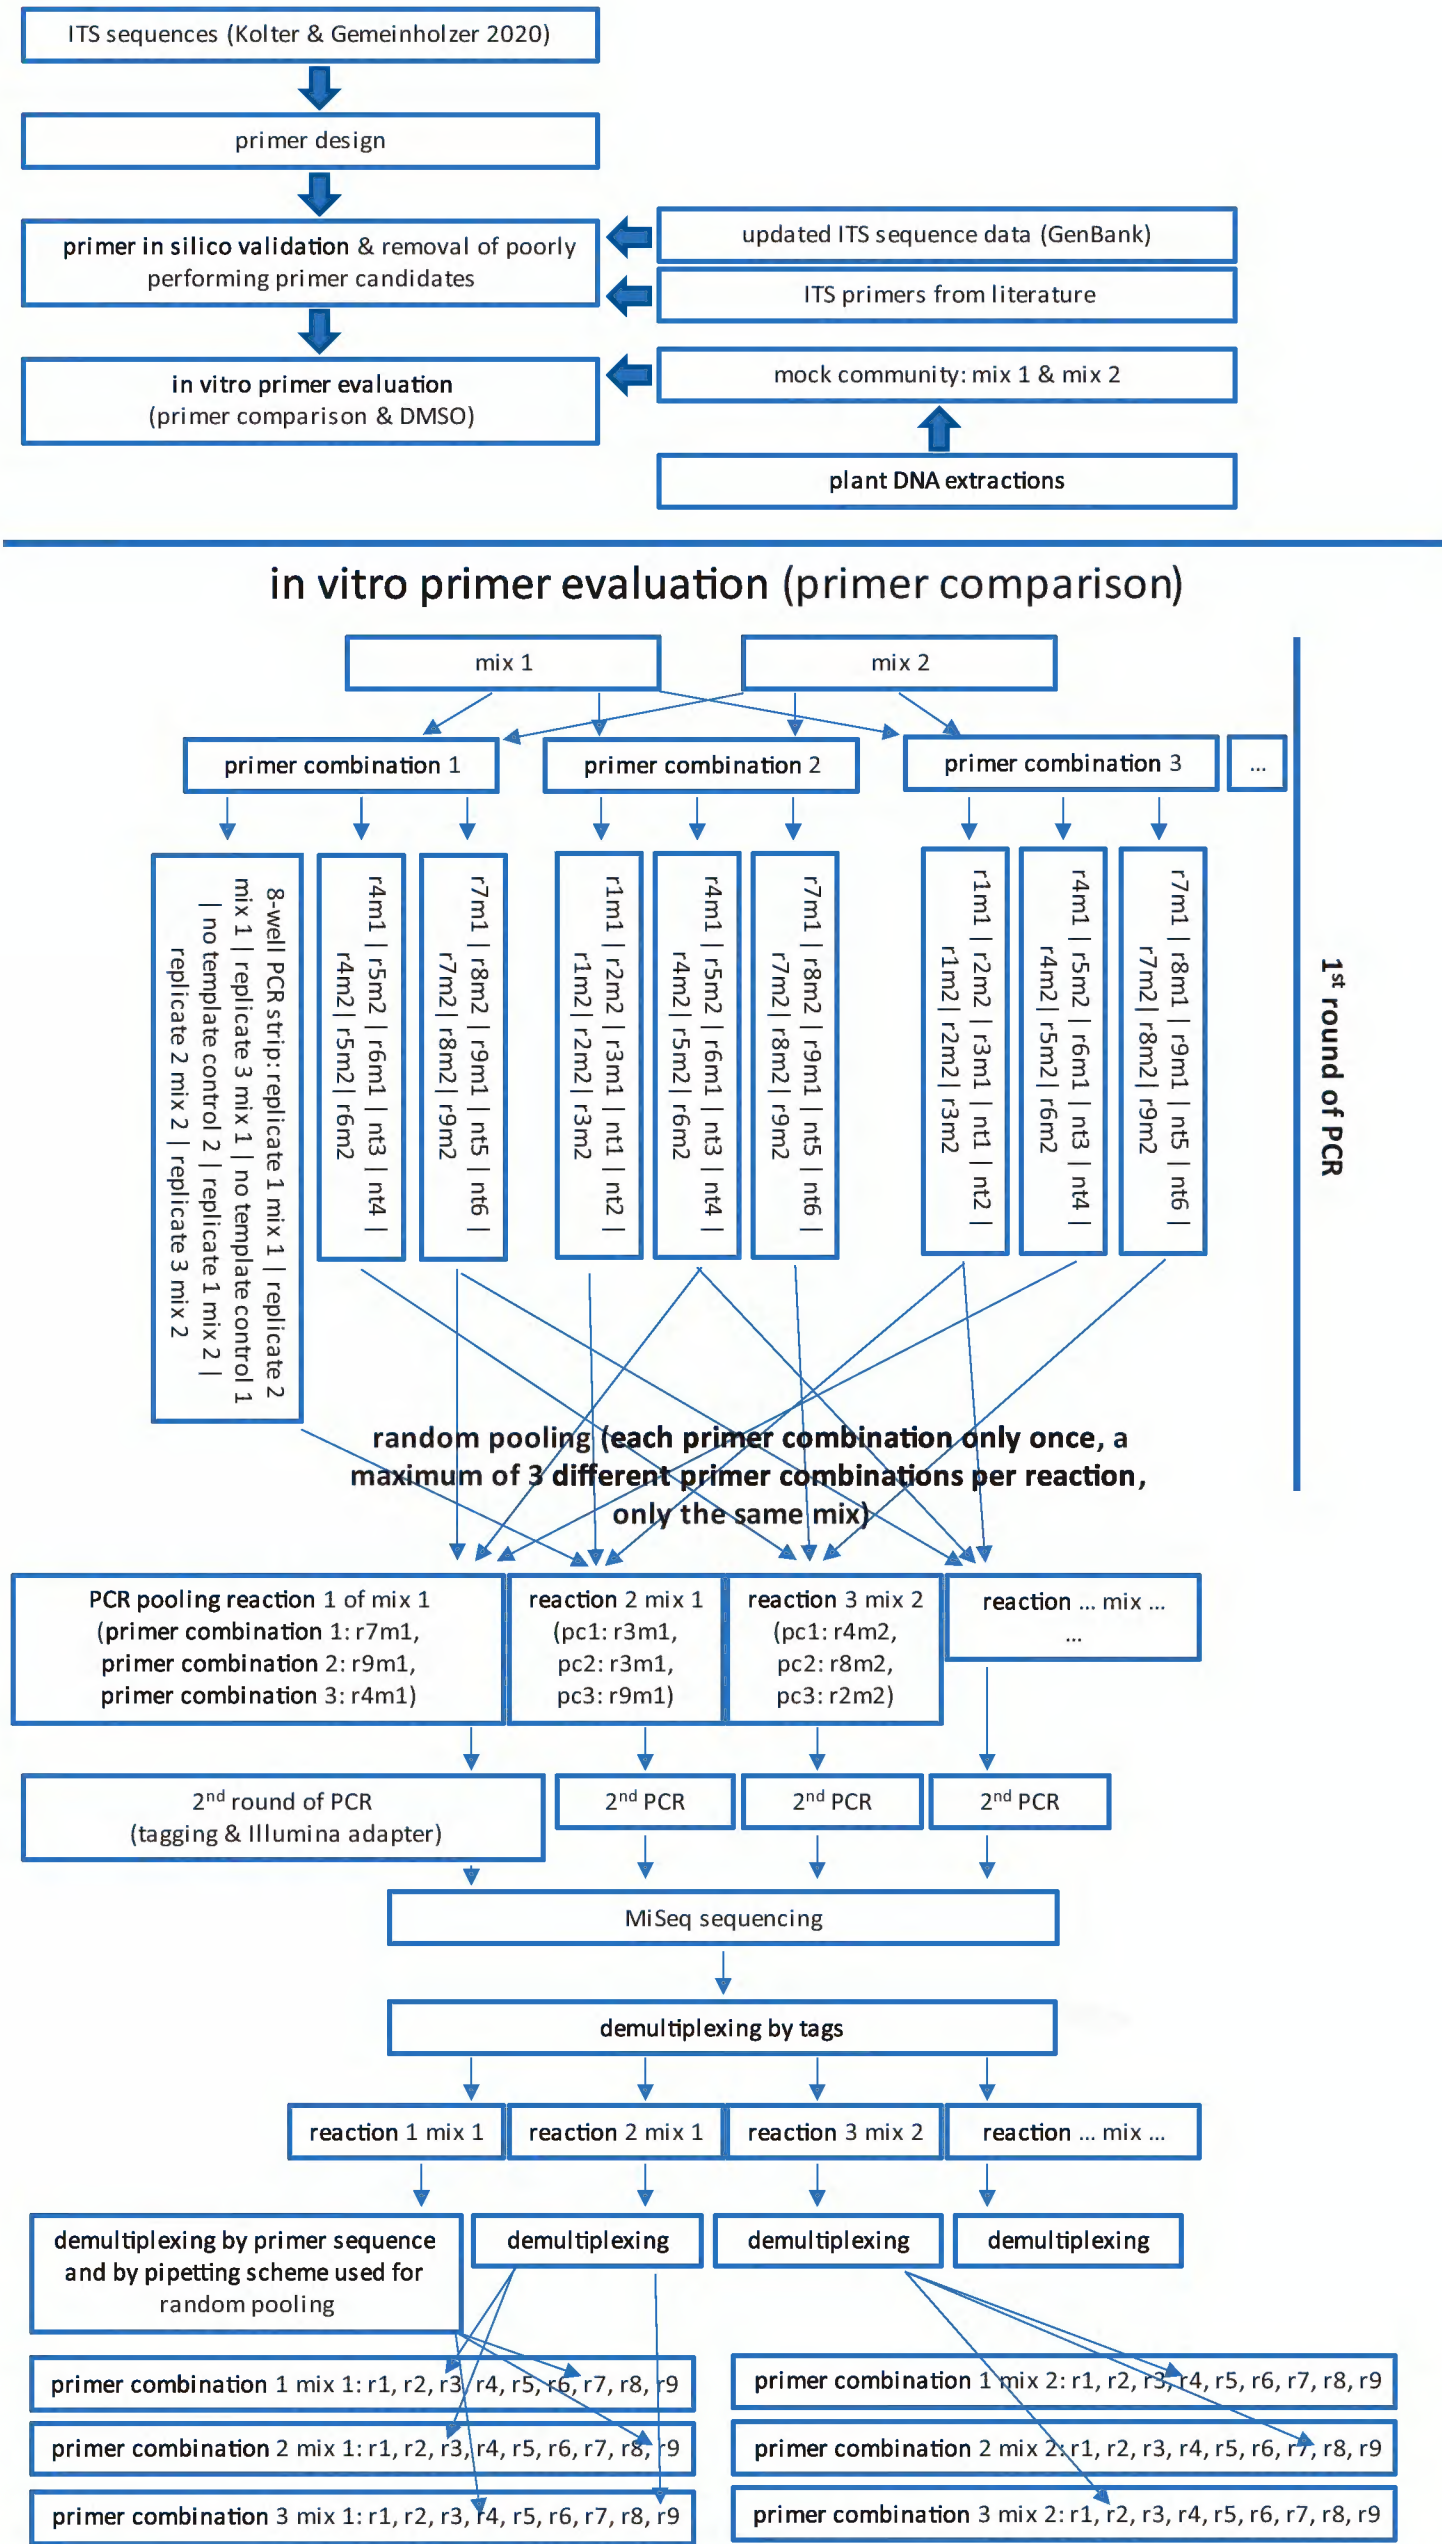 ITS sequences (Kolter & Gemeinholzer 2020)
primer design
primer in silico validation & removal of poorly
performing primer candidates
updated ITS sequence data (GenBank)
ITS primers from literature
in vitro primer evaluation
(primer comparison & DMSO)
mock community: mix 1 & mix 2
plant DNA extractions
in vitro primer evaluation (primer comparison)
mix 1
mix 2
primer combination 1
primer combination 2
primer combination 3
...
8-well PCR strip: replicate 1 mix 1 | replicate 2
mix 1 | replicate 3 mix 1 | no template control 1
| no template control 2 | replicate 1 mix 2 |
replicate 2 mix 2 | replicate 3 mix 2
r4m1 | r5m2 | r6m1 | nt3 | nt4 |
r4m2| r5m2| r6m2
r7m1 | r8m2 | r9m1 | nt5 | nt6 |
r7m2| r8m2| r9m2
r1m1 | r2m2 | r3m1 | nt1 | nt2 |
r1m2| r2m2| r3m2
r4m1 | r5m2 | r6m1 | nt3 | nt4 |
r4m2| r5m2| r6m2
r7m1 | r8m2 | r9m1 | nt5 | nt6 |
r7m2| r8m2| r9m2
r1m1 | r2m2 | r3m1 | nt1 | nt2 |
r1m2| r2m2| r3m2
r4m1 | r5m2 | r6m1 | nt3 | nt4 |
r4m2| r5m2| r6m2
r7m1 | r8m1 | r9m1 | nt5 | nt6 |
r7m2| r8m2| r9m2
1st round of PCR
random pooling (each primer combination only once, a
maximum of 3 different primer combinations per reaction,
only the same mix)
PCR pooling reaction 1 of mix 1
(primer combination 1: r7m1,
primer combination 2: r9m1,
primer combination 3: r4m1)
reaction 2 mix 1
(pc1: r3m1,
pc2: r3m1,
pc3: r9m1)
reaction 3 mix 2
(pc1: r4m2,
pc2: r8m2,
pc3: r2m2)
reaction ... mix ...
...
2nd round of PCR
(tagging & Illumina adapter)
2nd PCR
2nd PCR
2nd PCR
MiSeq sequencing
demultiplexing by tags
reaction 1 mix 1
reaction 2 mix 1
reaction 3 mix 2
reaction ... mix ...
demultiplexing by primer sequence
and by pipetting scheme used for
random pooling
demultiplexing
demultiplexing
demultiplexing
primer combination 1 mix 1: r1, r2, r3, r4, r5, r6, r7, r8, r9
primer combination 2 mix 1: r1, r2, r3, r4, r5, r6, r7, r8, r9
primer combination 3 mix 1: r1, r2, r3, r4, r5, r6, r7, r8, r9
primer combination 1 mix 2: r1, r2, r3, r4, r5, r6, r7, r8, r9
primer combination 2 mix 2: r1, r2, r3, r4, r5, r6, r7, r8, r9
primer combination 3 mix 2: r1, r2, r3, r4, r5, r6, r7, r8, r9